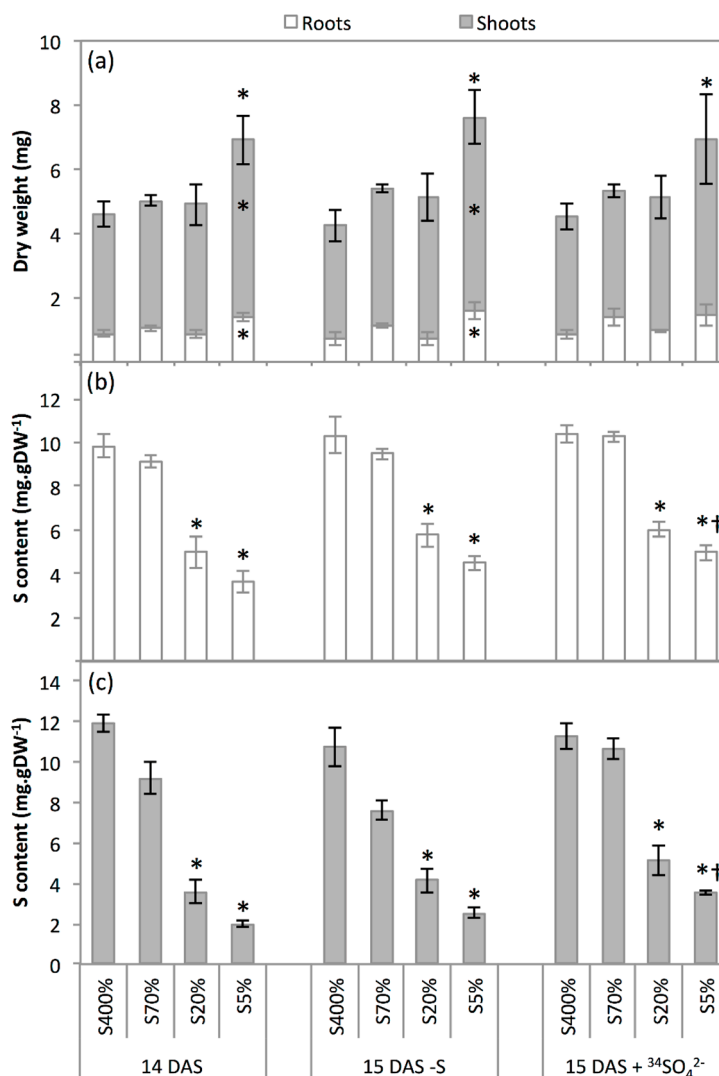 Roots Shoots
(a)
10
8
6
4
2
Dry weight (mg)
* * *
* *
* *
(b)
12
10
8
6
4
2
S content (mg.gDW⁻¹)
* * * * * *†
(c)
14
12
10
8
6
4
2
0
S content (mg.gDW⁻¹)
* * * * * *†
S400% S70% S20% S5% S400% S70% S20% S5% S400% S70% S20% S5%
14 DAS 15 DAS -S 15 DAS + ³⁴SO₄²⁻